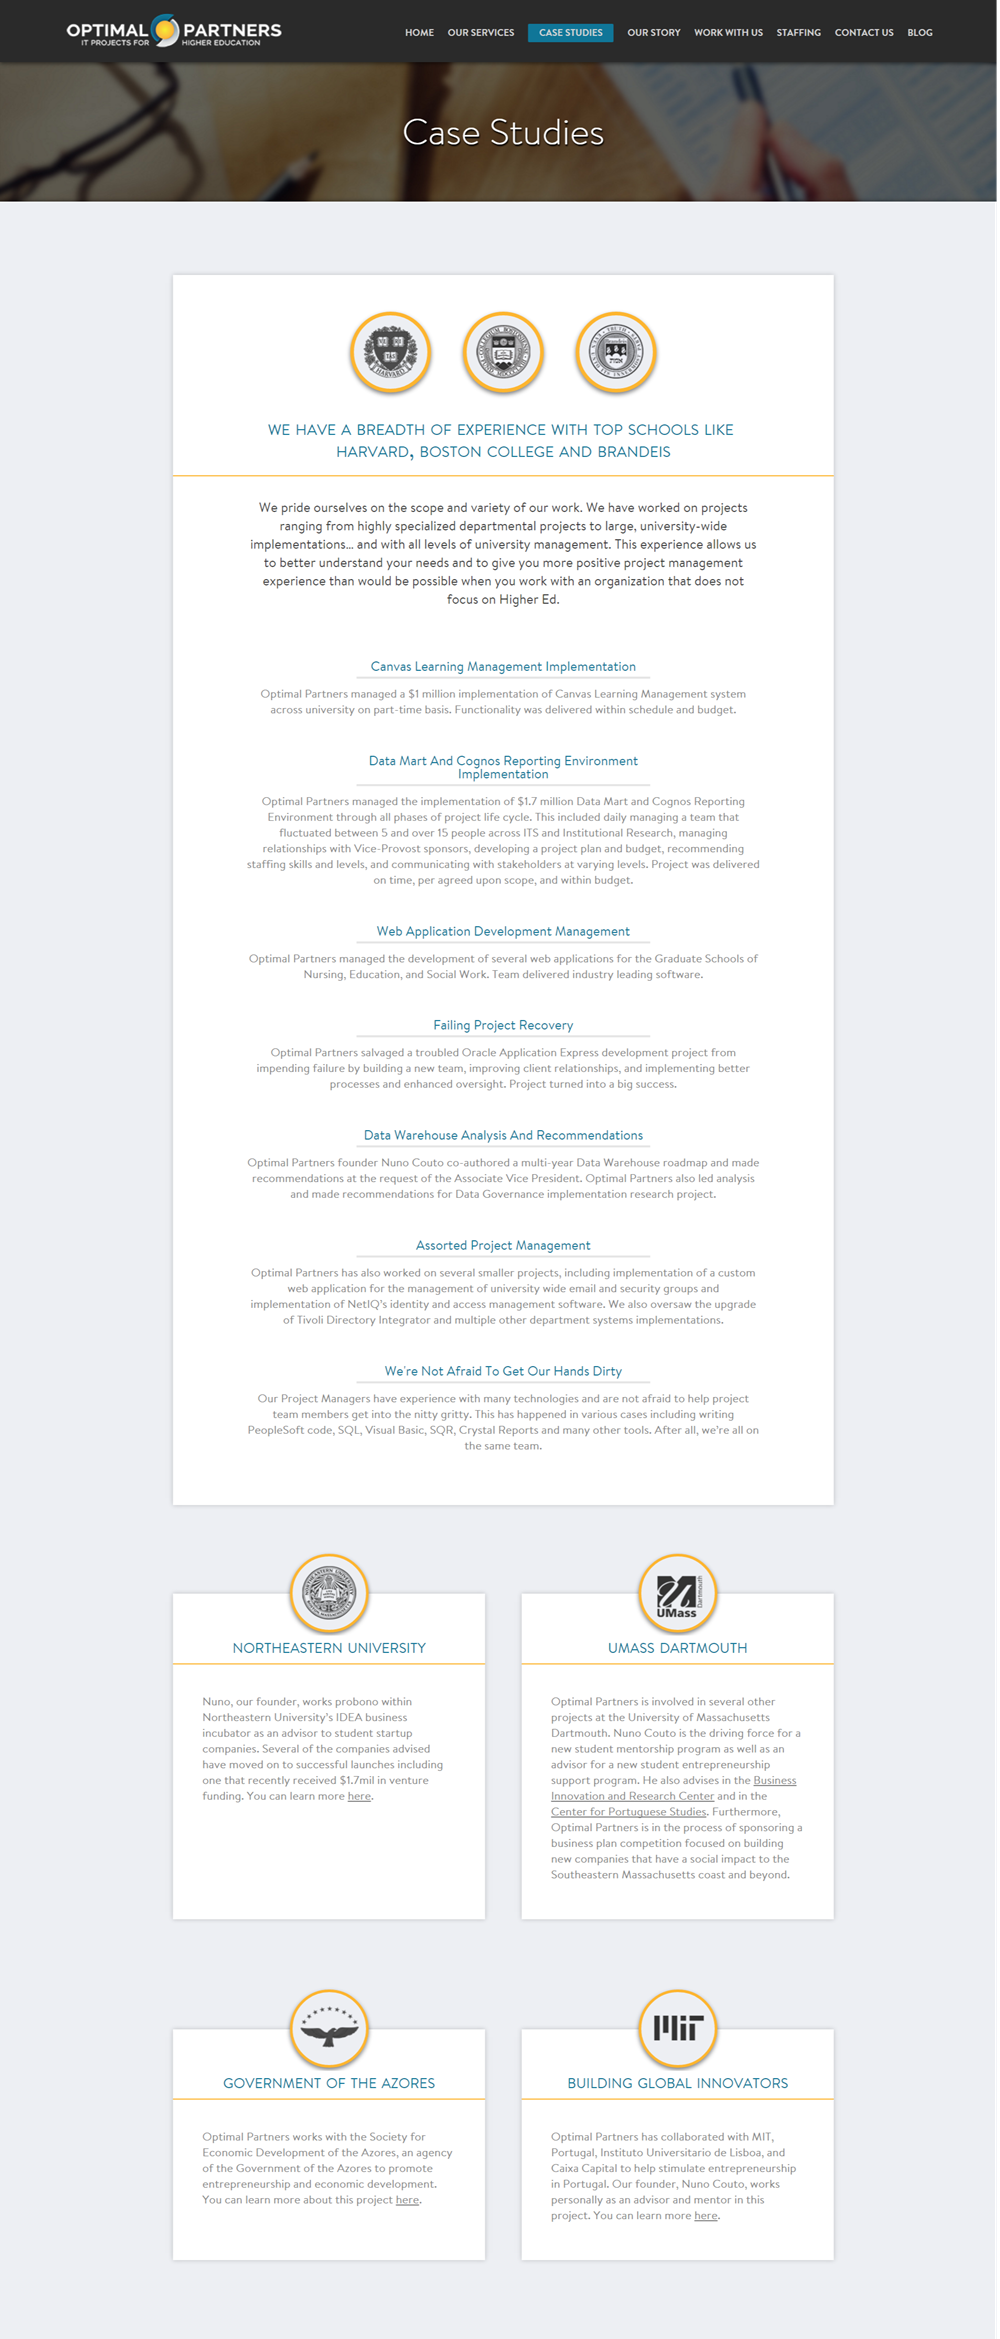 OPTIMAL PARTNERS
IT PROJECTS FOR HIGHER EDUCATION
HOME OUR SERVICES CASE STUDIES OUR STORY WORK WITH US STAFFING CONTACT US BLOG
Case Studies
HARVARD
WE HAVE A BREADTH OF EXPERIENCE WITH TOP SCHOOLS LIKE
HARVARD, BOSTON COLLEGE AND BRANDEIS
We pride ourselves on the scope and variety of our work. We have worked on projects
ranging from highly specialized departmental projects to large, university-wide
implementations... and with all levels of university management. This experience allows us
to better understand your needs and to give you more positive project management
experience than would be possible when you work with an organization that does not
focus on Higher Ed.
Canvas Learning Management Implementation
Optimal Partners managed a $1 million implementation of Canvas Learning Management system
across university on part-time basis. Functionality was delivered within schedule and budget.
Data Mart And Cognos Reporting Environment
Implementation
Optimal Partners managed the implementation of $1.7 million Data Mart and Cognos Reporting
Environment through all phases of project life cycle. This included daily managing a team that
fluctuated between 5 and over 15 people across ITS and Institutional Research, managing
relationships with Vice-Provost sponsors, developing a project plan and budget, recommending
staffing skills and levels, and communicating with stakeholders at varying levels. Project was delivered
on time, per agreed upon scope, and within budget.
Web Application Development Management
Optimal Partners managed the development of several web applications for the Graduate Schools of
Nursing, Education, and Social Work. Team delivered industry leading software.
Failing Project Recovery
Optimal Partners salvaged a troubled Oracle Application Express development project from
impending failure by building a new team, improving client relationships, and implementing better
processes and enhanced oversight. Project turned into a big success.
Data Warehouse Analysis And Recommendations
Optimal Partners founder Nuno Couto co-authored a multi-year Data Warehouse roadmap and made
recommendations at the request of the Associate Vice President. Optimal Partners also led analysis
and made recommendations for Data Governance implementation research project.
Assorted Project Management
Optimal Partners has also worked on several smaller projects, including implementation of a custom
web application for the management of university wide email and security groups and
implementation of NetIQ's identity and access management software. We also oversaw the upgrade
of Tivoli Directory Integrator and multiple other department systems implementations.
We're Not Afraid To Get Our Hands Dirty
Our Project Managers have experience with many technologies and are not afraid to help project
team members get into the nitty gritty. This has happened in various cases including writing
PeopleSoft code, SQL, Visual Basic, SQR, Crystal Reports and many other tools. After all, we're all on
the same team.
NORTHEASTERN UNIVERSITY
Nuno, our founder, works probono within
Northeastern University's IDEA business
incubator as an advisor to student startup
companies. Several of the companies advised
have moved on to successful launches including
one that recently received $1.7mil in venture
funding. You can learn more here.
UMass
Dartmouth
UMASS DARTMOUTH
Optimal Partners is involved in several other
projects at the University of Massachusetts
Dartmouth. Nuno Couto is the driving force for a
new student mentorship program as well as an
advisor for a new student entrepreneurship
support program. He also advises in the Business
Innovation and Research Center and in the
Center for Portuguese Studies. Furthermore,
Optimal Partners is in the process of sponsoring a
business plan competition focused on building
new companies that have a social impact to the
Southeastern Massachusetts coast and beyond.
GOVERNMENT OF THE AZORES
Optimal Partners works with the Society for
Economic Development of the Azores, an agency
of the Government of the Azores to promote
entrepreneurship and economic development.
You can learn more about this project here.
MIT
BUILDING GLOBAL INNOVATORS
Optimal Partners has collaborated with MIT,
Portugal, Instituto Universitario de Lisboa, and
Caixa Capital to help stimulate entrepreneurship
in Portugal. Our founder, Nuno Couto, works
personally as an advisor and mentor in this
project. You can learn more here.